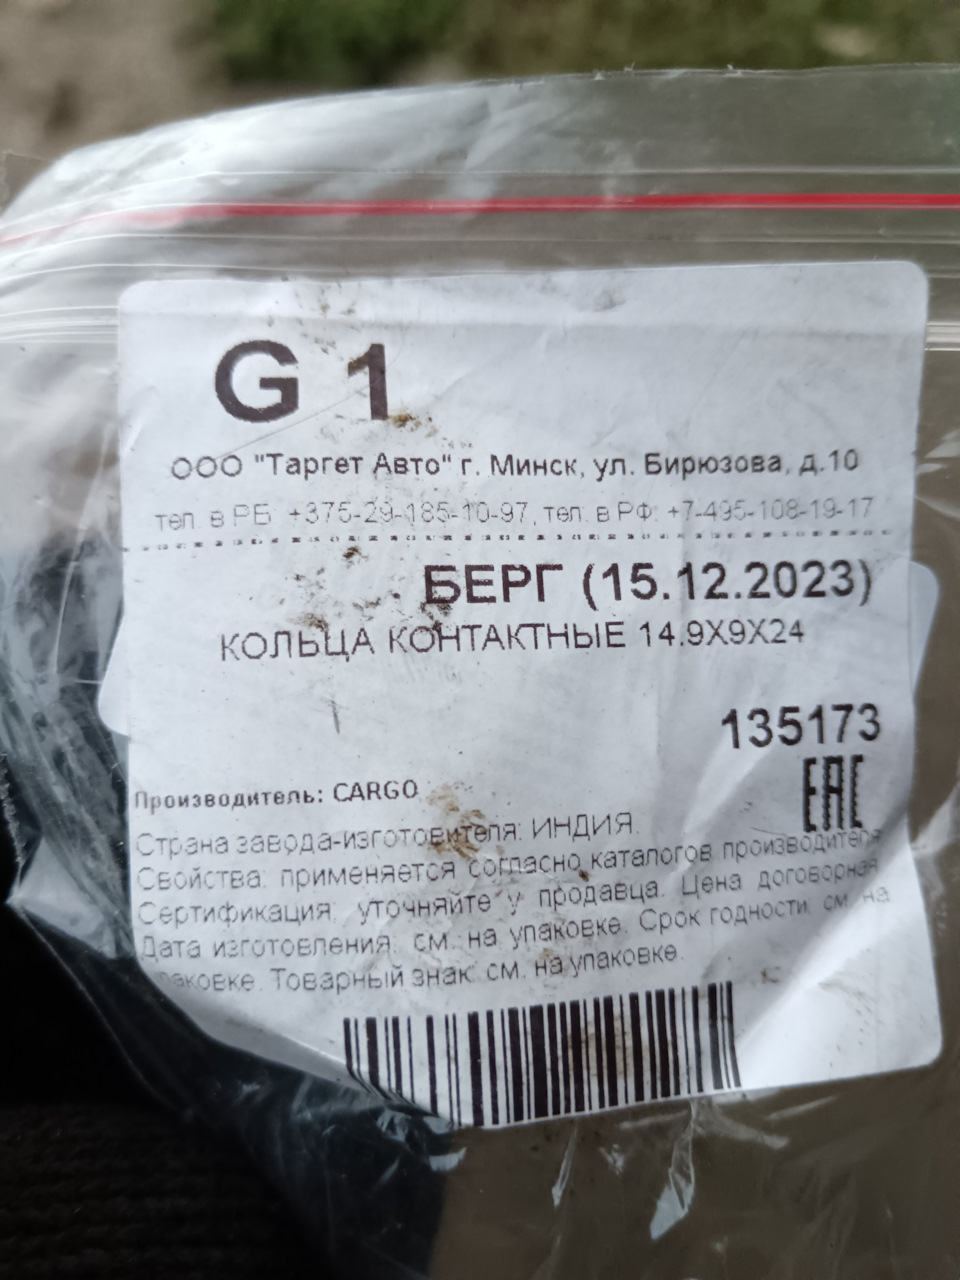 G 1
ООО "Таргет Авто" г. Минск, ул. Бирюзова, д.10
тел. в РБ: +375-29-185-10-97, тел. в РФ: +7-495-108-19-17
БЕРГ (15.12.2023)
КОЛЬЦА КОНТАКТНЫЕ 14.9X9X24
135173
EAC
Производитель: CARGO
Страна завода-изготовителя: ИНДИЯ.
Свойства: применяется согласно каталогов производителя
Сертификация: уточняйте у продавца. Цена договорная
Дата изготовления: см. на упаковке. Срок годности: см. на
упаковке. Товарный знак: см. на упаковке.